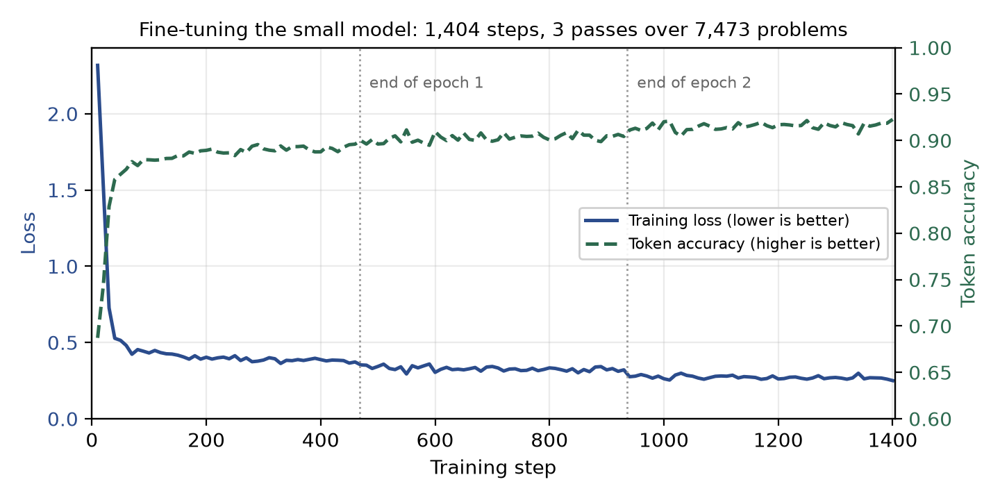 Fine-tuning the small model: 1,404 steps, 3 passes over 7,473 problems
end of epoch 1
end of epoch 2
Training loss (lower is better)
Token accuracy (higher is better)
Loss
2.0
1.5
1.0
0.5
0.0
Token accuracy
1.00
0.95
0.90
0.85
0.80
0.75
0.70
0.65
0.60
0
200
400
600
800
1000
1200
1400
Training step